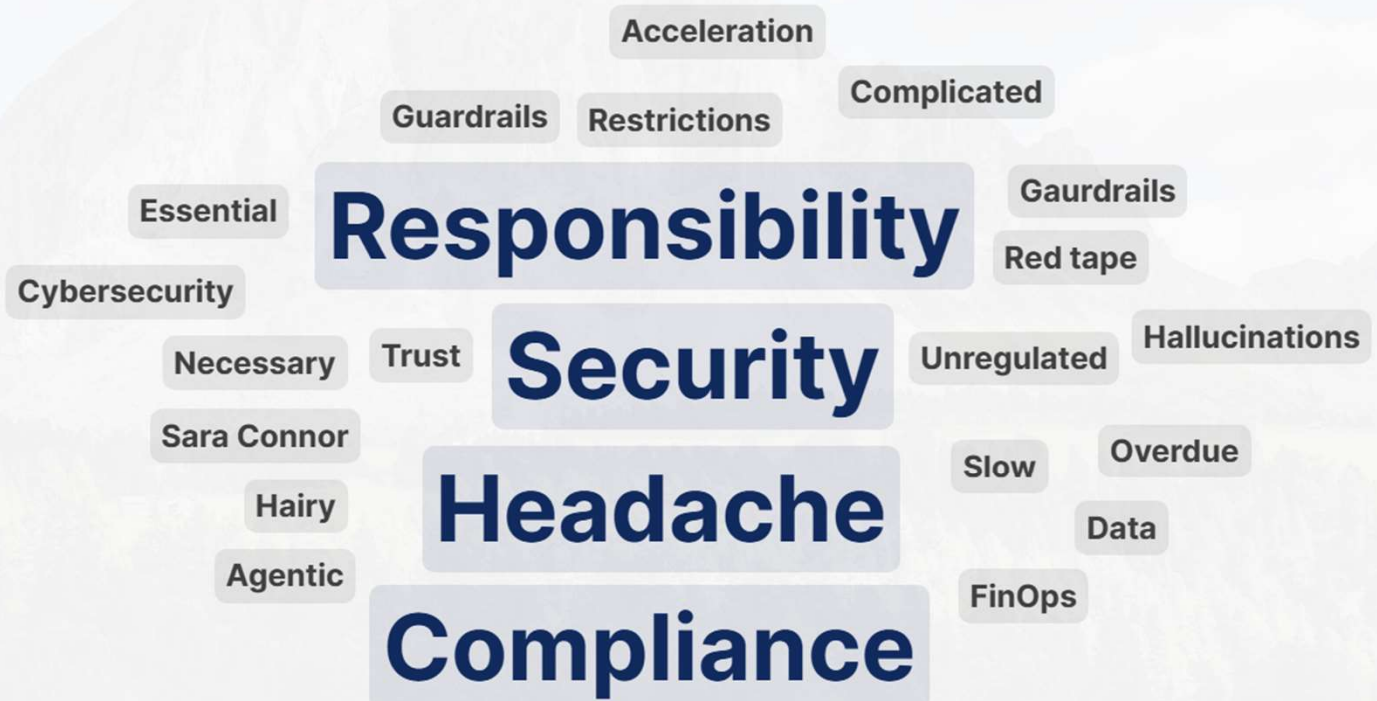 Acceleration
Complicated
Guardrails
Restrictions
Essential
Responsibility
Gaurdrails
Red tape
Cybersecurity
Necessary
Trust
Security
Unregulated
Hallucinations
Sara Connor
Slow
Overdue
Hairy
Headache
Data
Agentic
FinOps
Compliance